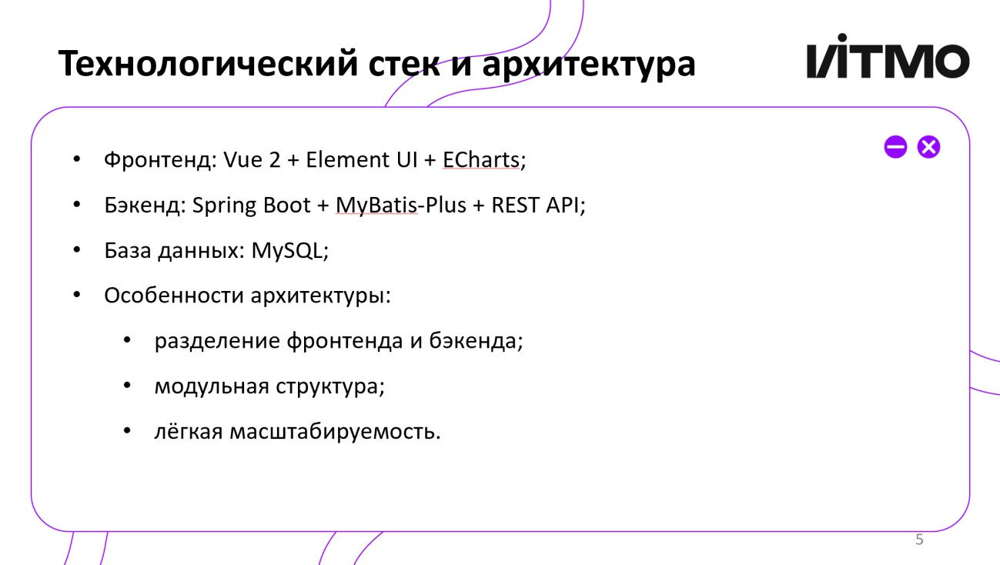 Технологический стек и архитектура
ИТМО
• Фронтенд: Vue 2 + Element UI + ECharts;
• Бэкенд: Spring Boot + MyBatis-Plus + REST API;
• База данных: MySQL;
• Особенности архитектуры:
• разделение фронтенда и бэкенда;
• модульная структура;
• лёгкая масштабируемость.
5